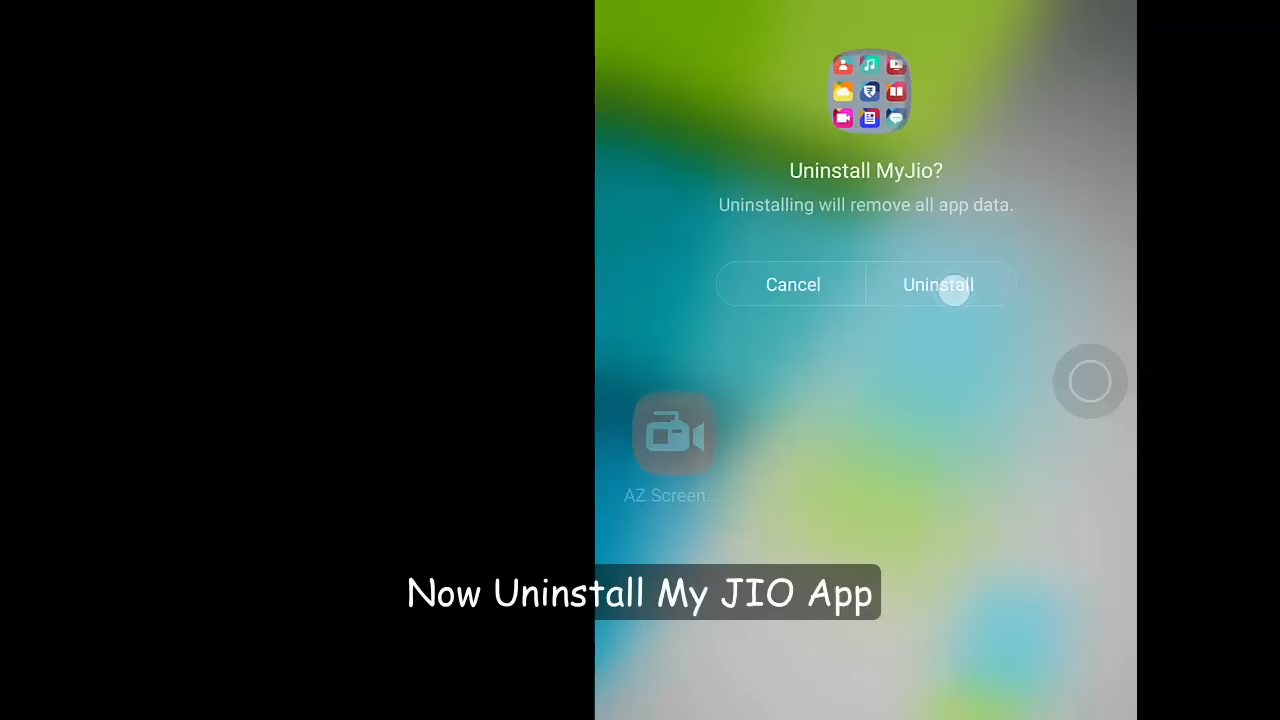 Uninstall MyJio?
Uninstalling will remove all app data.
Cancel
Uninstall
AZ Screen..
Now Uninstall My JIO App